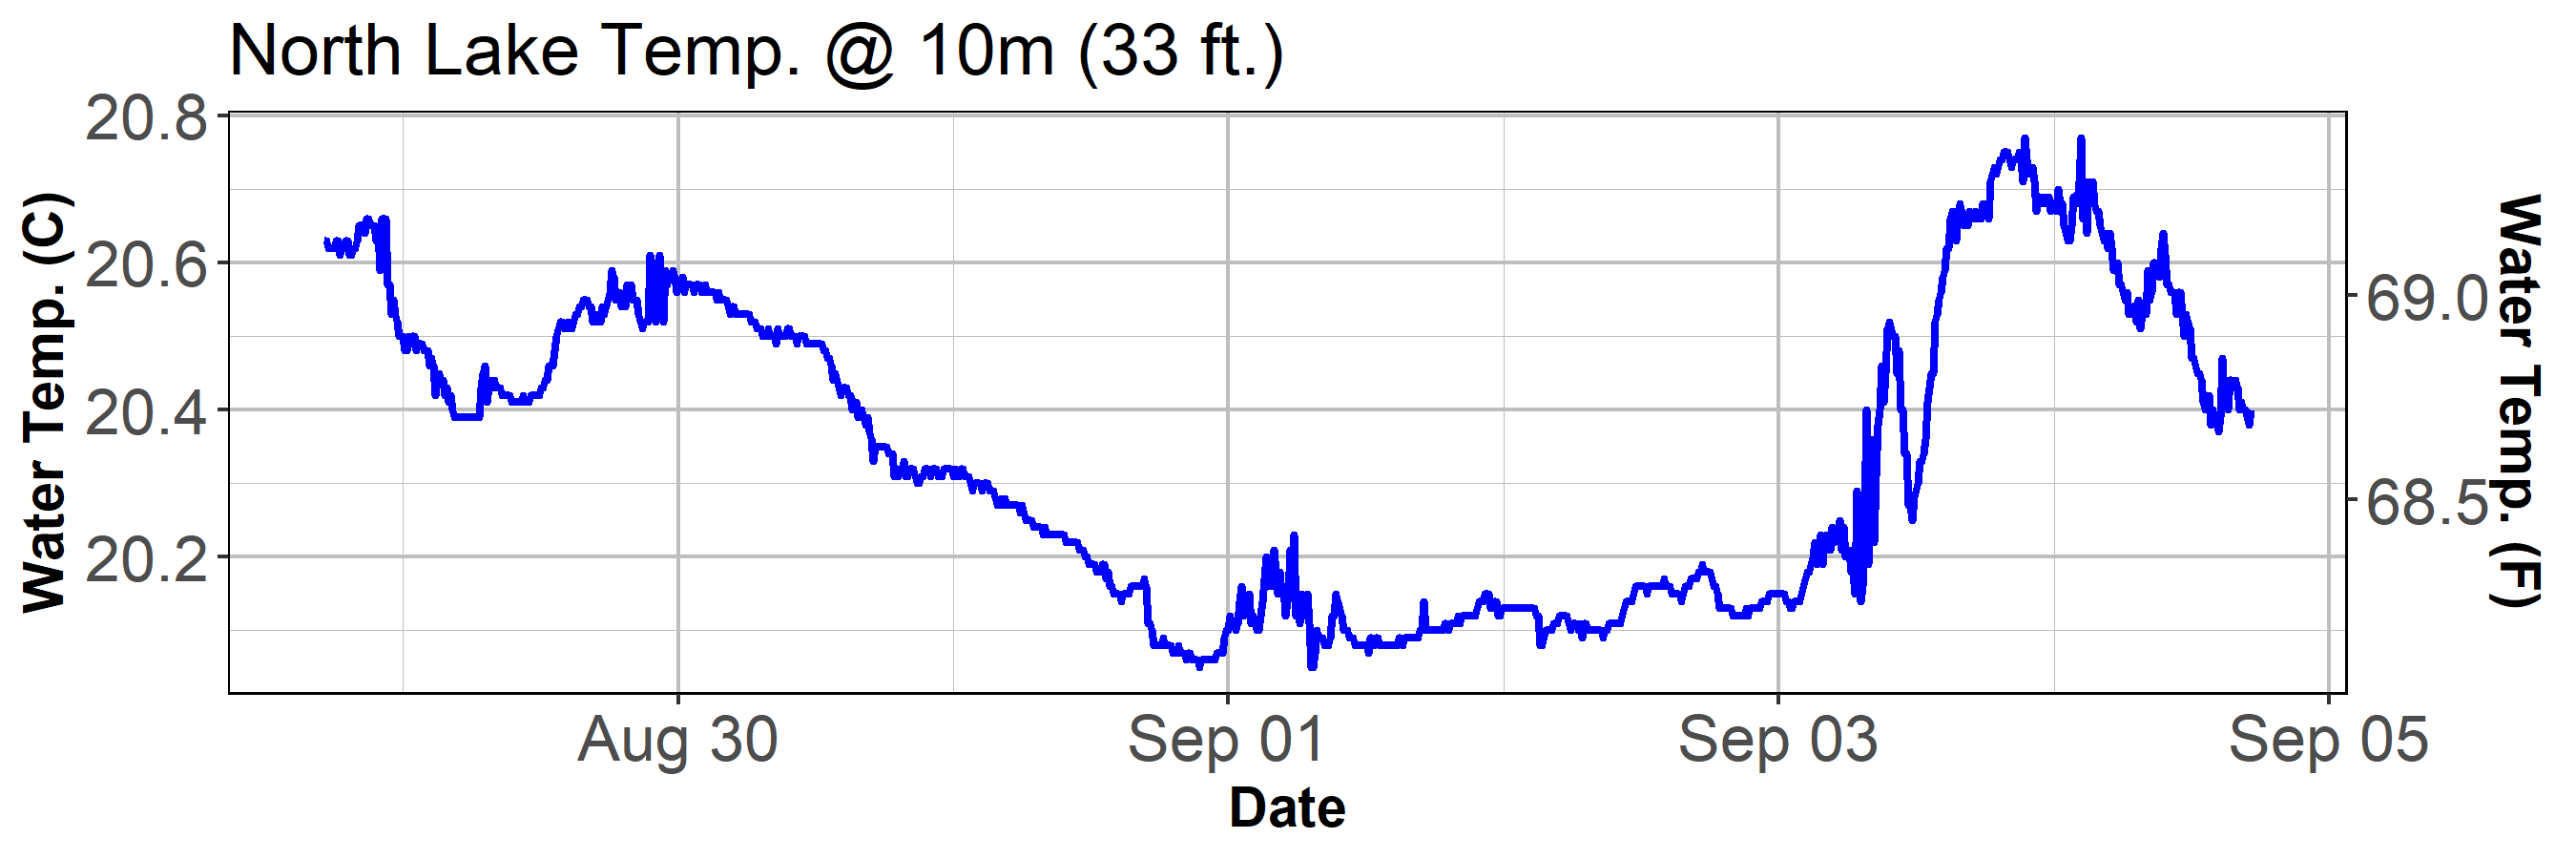 North Lake Temp. @ 10m (33 ft.)
Water Temp. (C)
20.8
20.6
20.4
20.2
69.0
68.5
Water Temp. (F)
Aug 30
Sep 01
Sep 03
Sep 05
Date